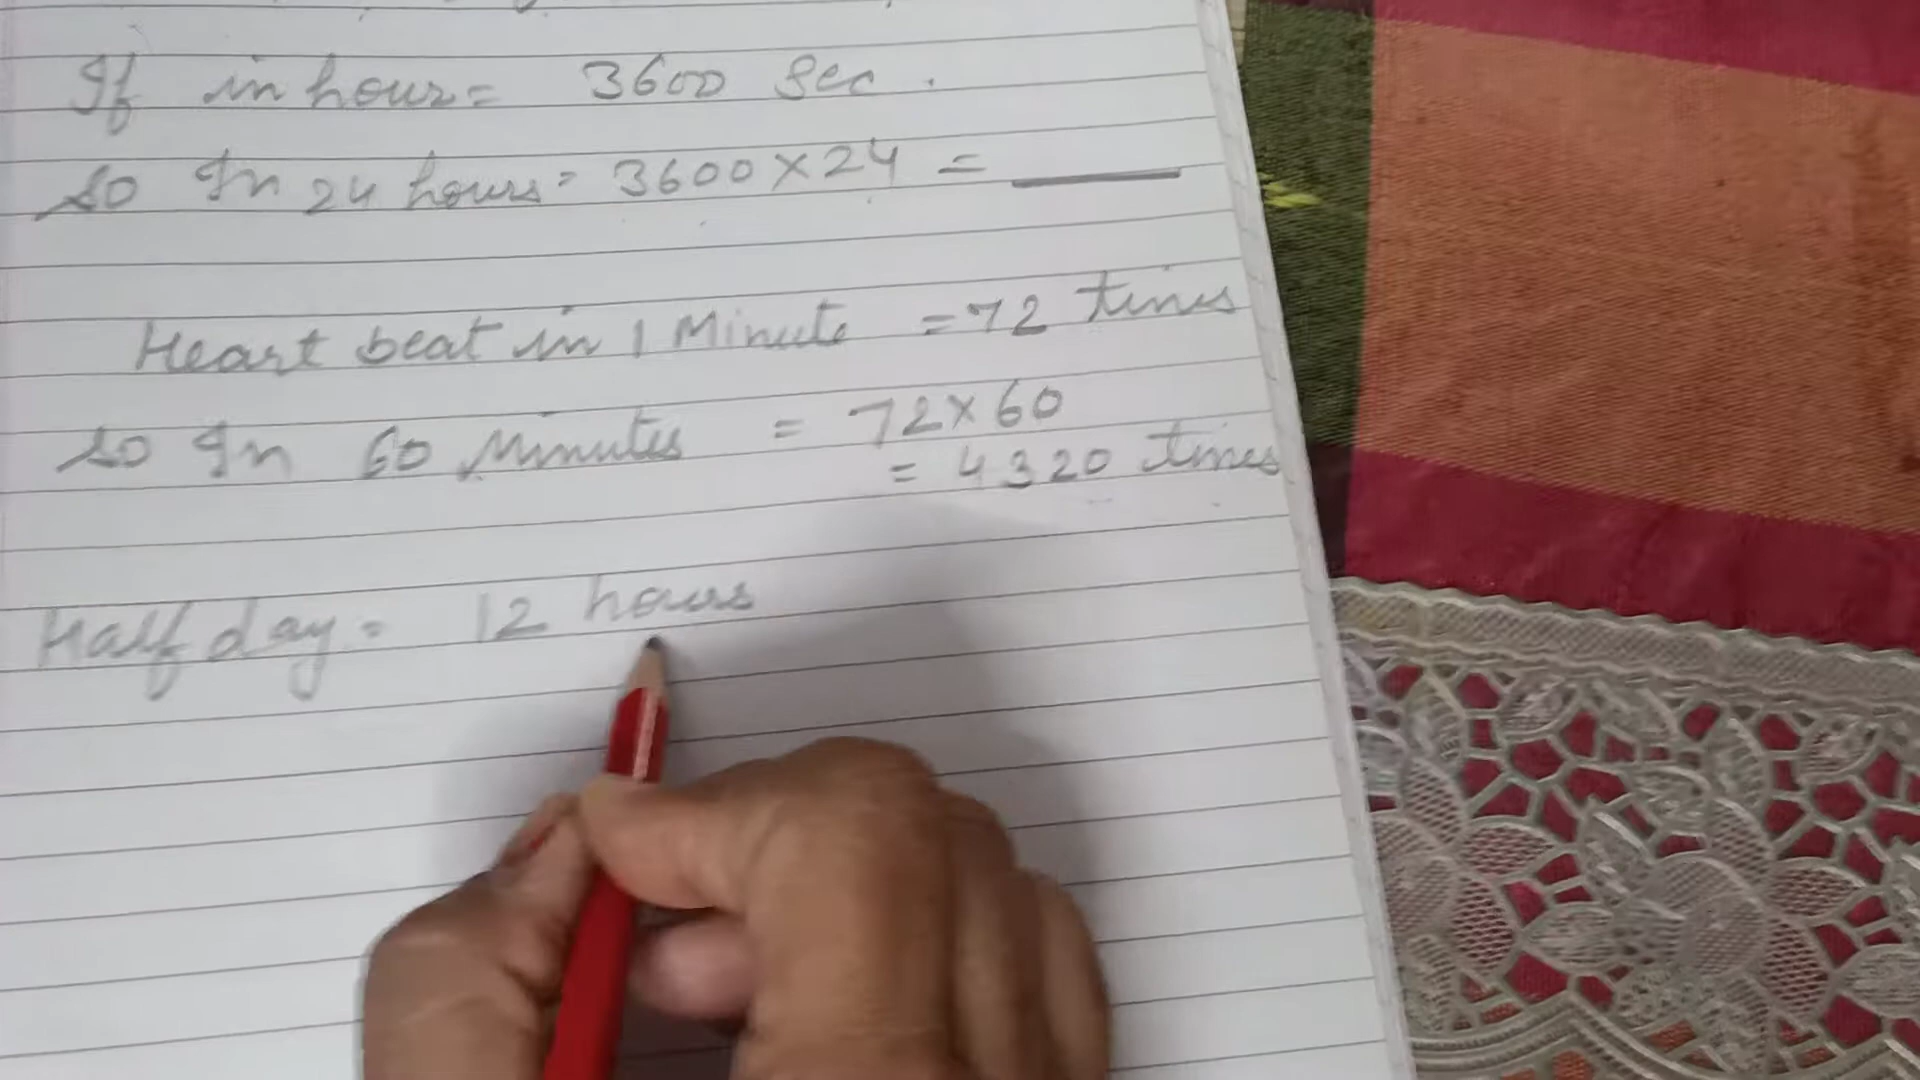 If in hour = 3600 Sec.
so In 24 hours = 3600 × 24 =
Heart beat in 1 Minute = 72 times
so In 60 Minutes = 72 × 60
= 4320 times
Half day = 12 hours